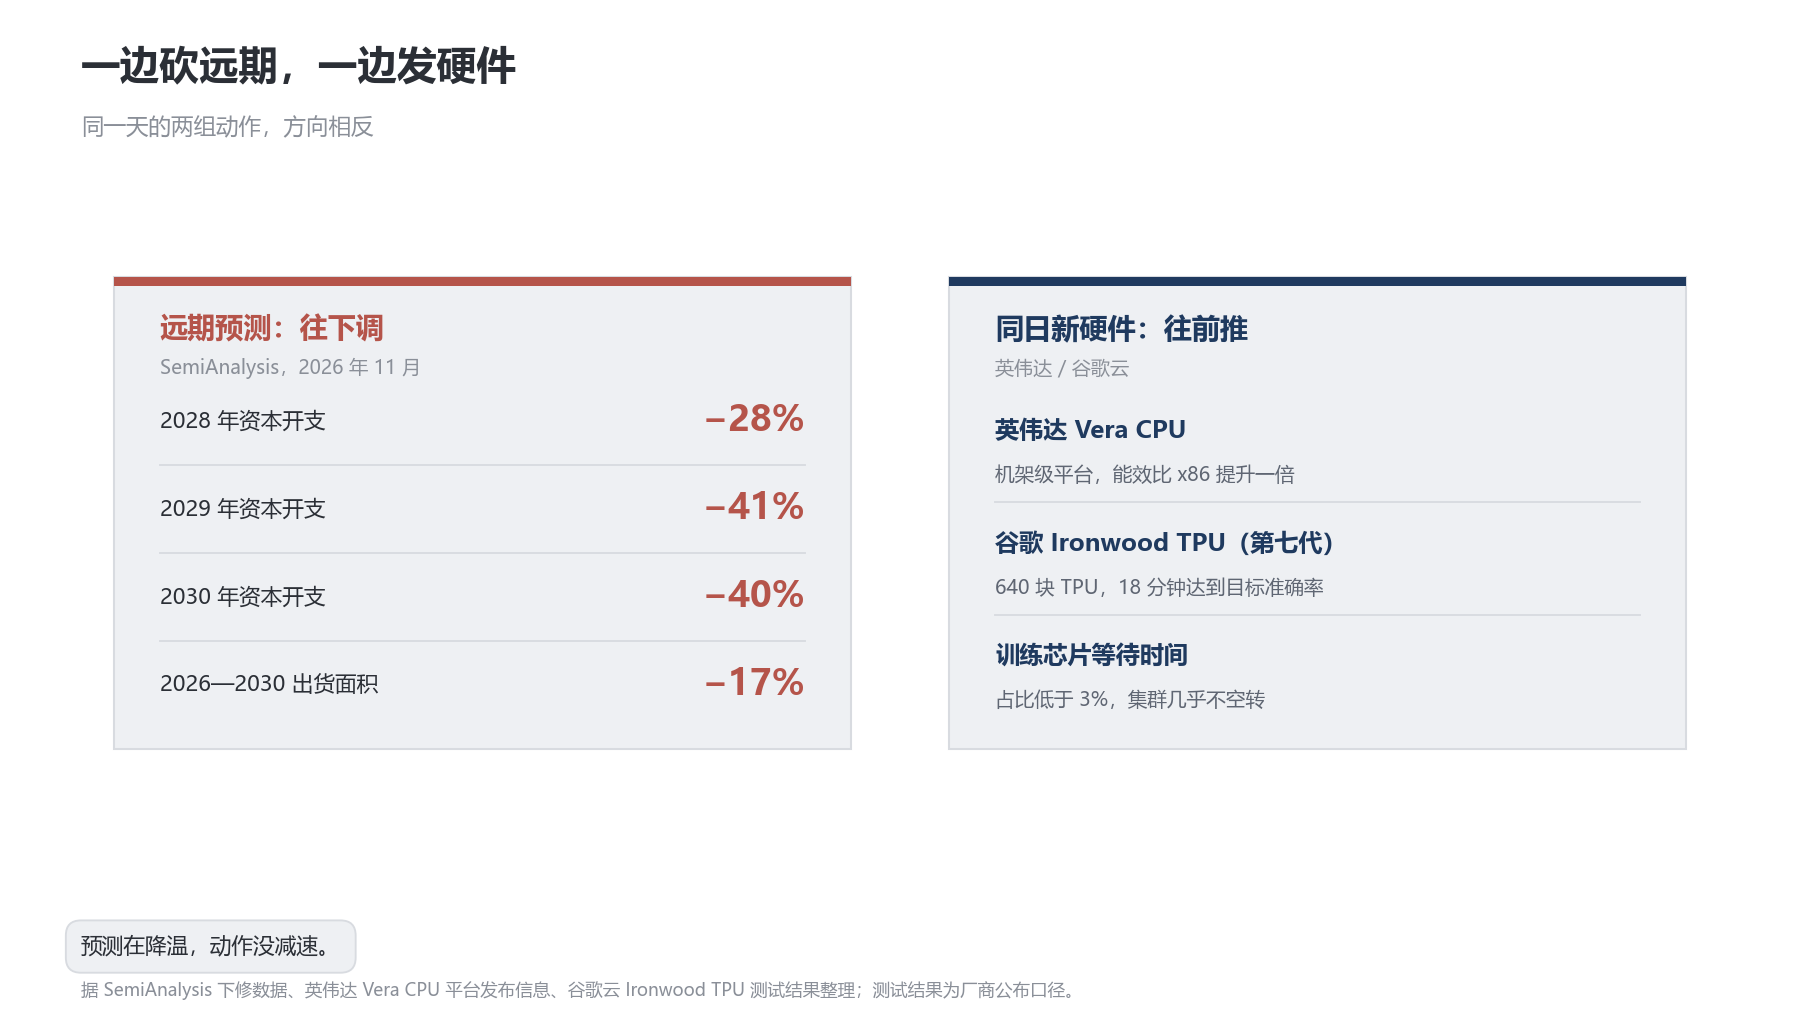 一边砍远期，一边发硬件
同一天的两组动作，方向相反
远期预测：往下调
SemiAnalysis，2026 年 11 月
2028 年资本开支
−28%
2029 年资本开支
−41%
2030 年资本开支
−40%
2026—2030 出货面积
−17%
同日新硬件：往前推
英伟达 / 谷歌云
英伟达 Vera CPU
机架级平台，能效比 x86 提升一倍
谷歌 Ironwood TPU（第七代）
640 块 TPU，18 分钟达到目标准确率
训练芯片等待时间
占比低于 3%，集群几乎不空转
预测在降温，动作没减速。
据 SemiAnalysis 下修数据、英伟达 Vera CPU 平台发布信息、谷歌云 Ironwood TPU 测试结果整理；测试结果为厂商公布口径。